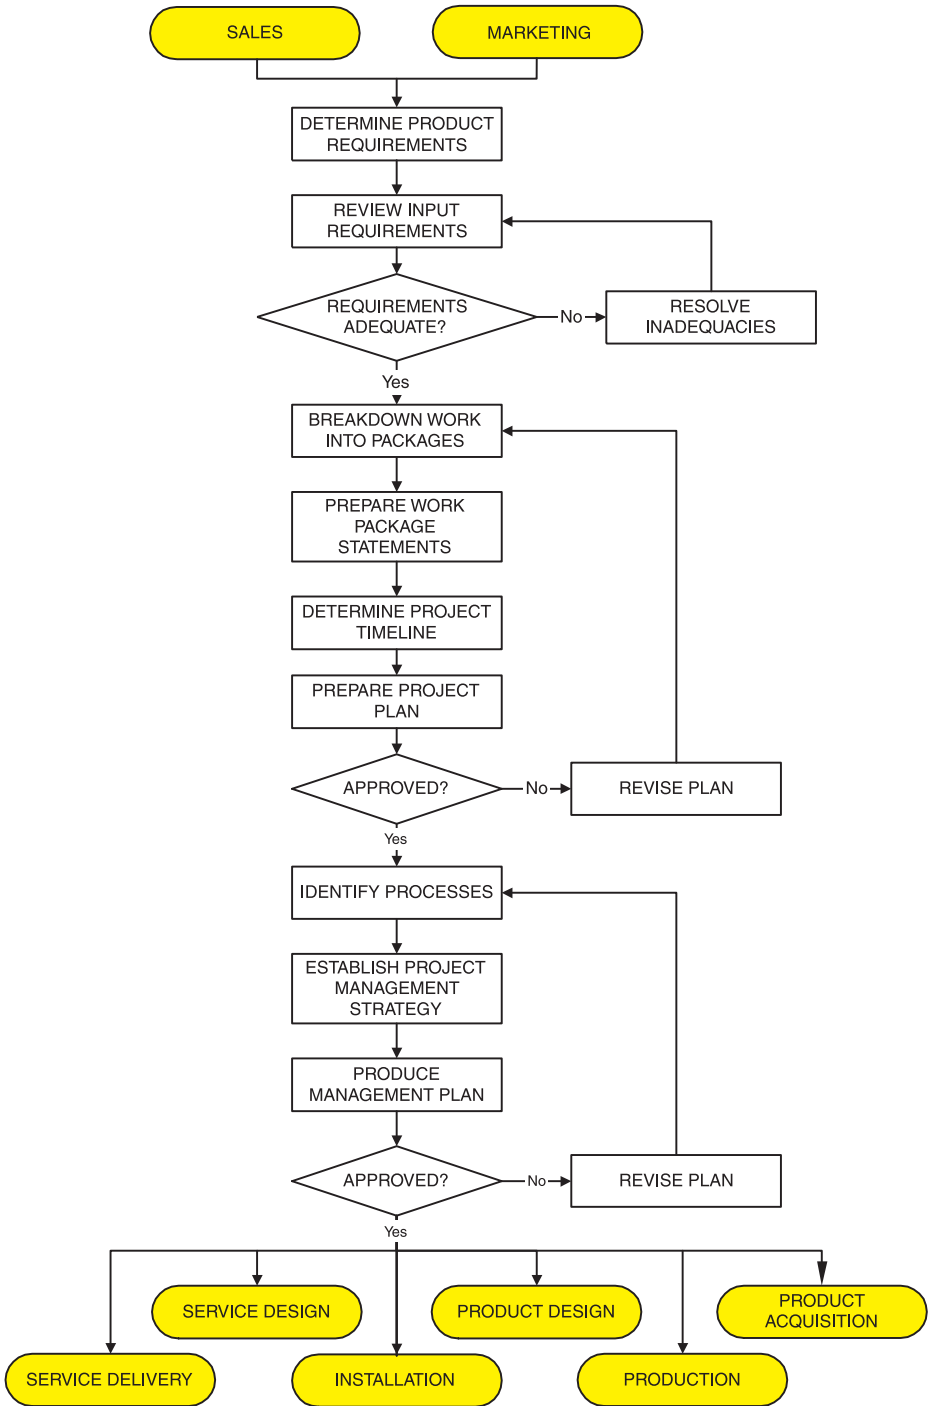 SALES
MARKETING
DETERMINE PRODUCT
REQUIREMENTS
REVIEW INPUT
REQUIREMENTS
REQUIREMENTS
ADEQUATE?
No
RESOLVE
INADEQUACIES
Yes
BREAKDOWN WORK
INTO PACKAGES
PREPARE WORK
PACKAGE
STATEMENTS
DETERMINE PROJECT
TIMELINE
PREPARE PROJECT
PLAN
APPROVED?
No
REVISE PLAN
Yes
IDENTIFY PROCESSES
ESTABLISH PROJECT
MANAGEMENT
STRATEGY
PRODUCE
MANAGEMENT PLAN
APPROVED?
No
REVISE PLAN
Yes
SERVICE DESIGN
PRODUCT DESIGN
PRODUCT
ACQUISITION
SERVICE DELIVERY
INSTALLATION
PRODUCTION